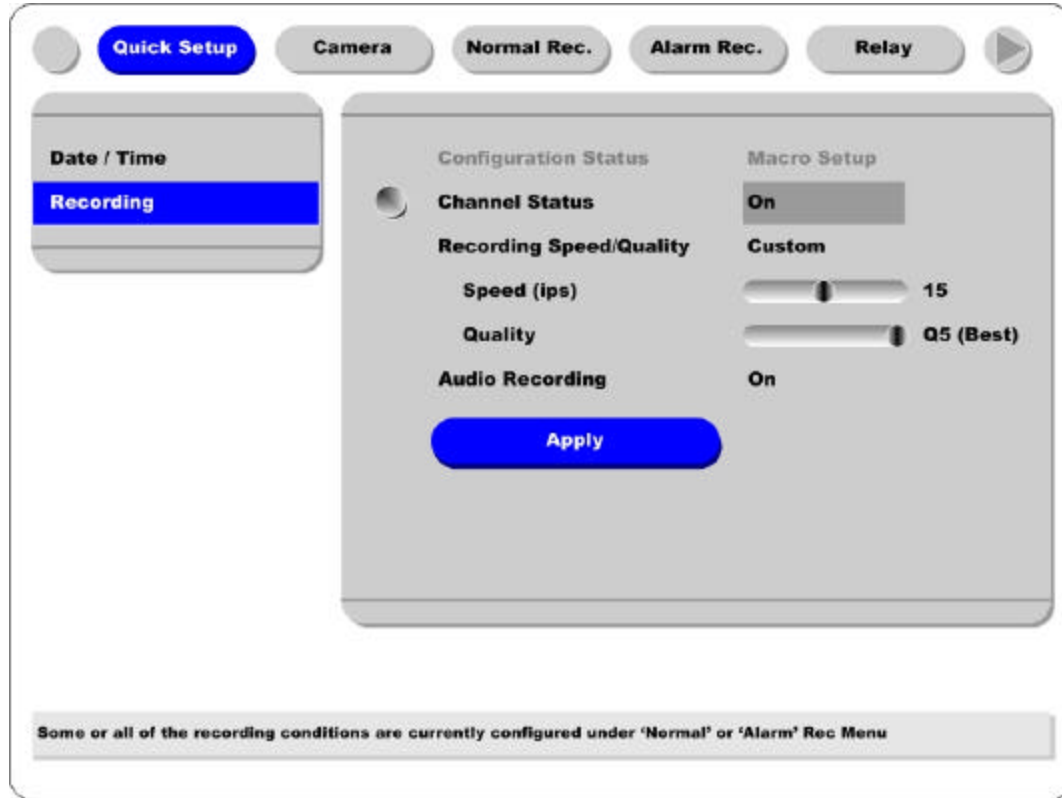 Quick Setup Camera Normal Rec. Alarm Rec. Relay
Date / Time
Recording
Configuration Status Macro Setup
Channel Status On
Recording Speed/Quality Custom
Speed (ips) 15
Quality Q5 (Best)
Audio Recording On
Apply
Some or all of the recording conditions are currently configured under ‘Normal’ or ‘Alarm’ Rec Menu